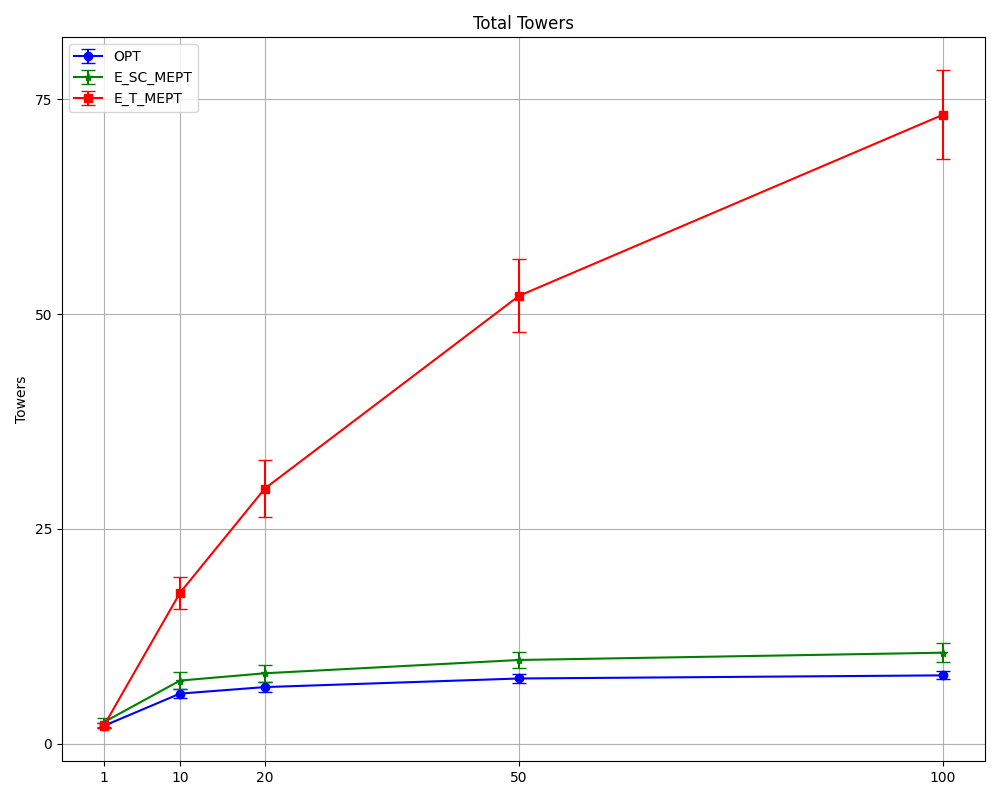 Total Towers
OPT
E_SC_MEPT
E_T_MEPT
75
50
25
0
Towers
1 10 20 50 100